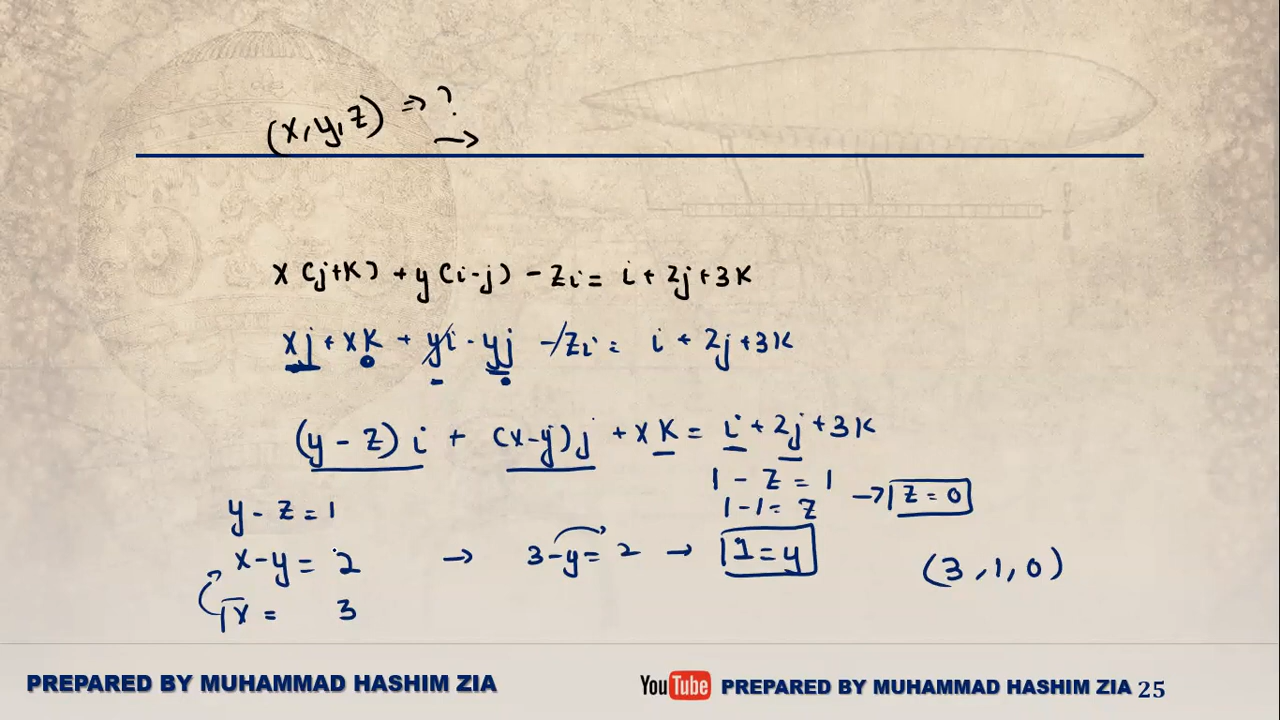 (x,y,z) ⇒ ?
→
x(j+k) + y(i-j) - zi = i + 2j + 3k
xj + xk + yi - yj - zi = i + 2j + 3k
(y - z) i + (x-y)j + xk = i + 2j + 3k
1 - z = 1
y - z = 1
1-1 = z → z = 0
x-y = 2 → 3-y = 2 → 1 = y
(3,1,0)
x = 3
PREPARED BY MUHAMMAD HASHIM ZIA
YouTube PREPARED BY MUHAMMAD HASHIM ZIA 25